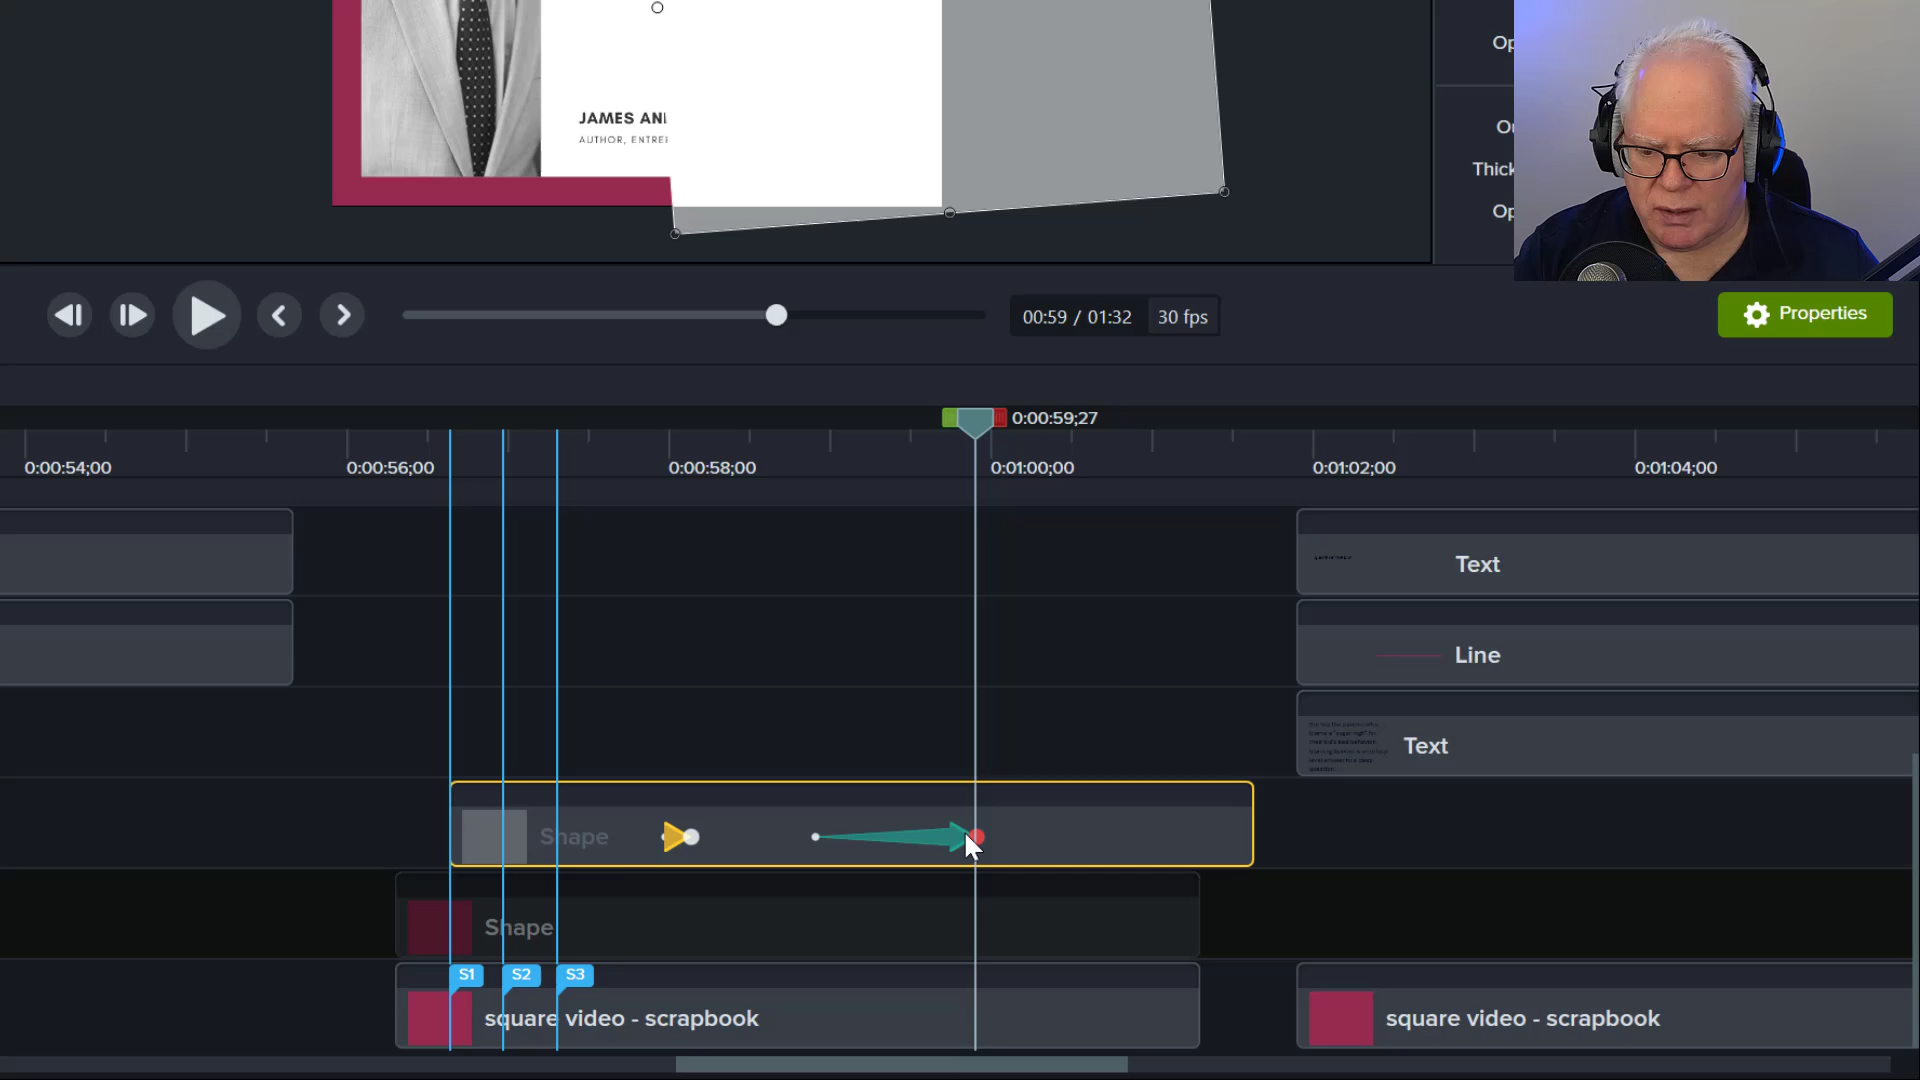 Op
Or
Thick
Op
JAMES AN
AUTHOR, ENTRE
00:59 / 01:32
30 fps
Properties
0:00:59;27
0:00:54;00
0:00:56;00
0:00:58;00
0:01:00;00
0:01:02;00
0:01:04;00
Text
Line
Text
Shape
Shape
S1
S2
S3
square video - scrapbook
square video - scrapbook